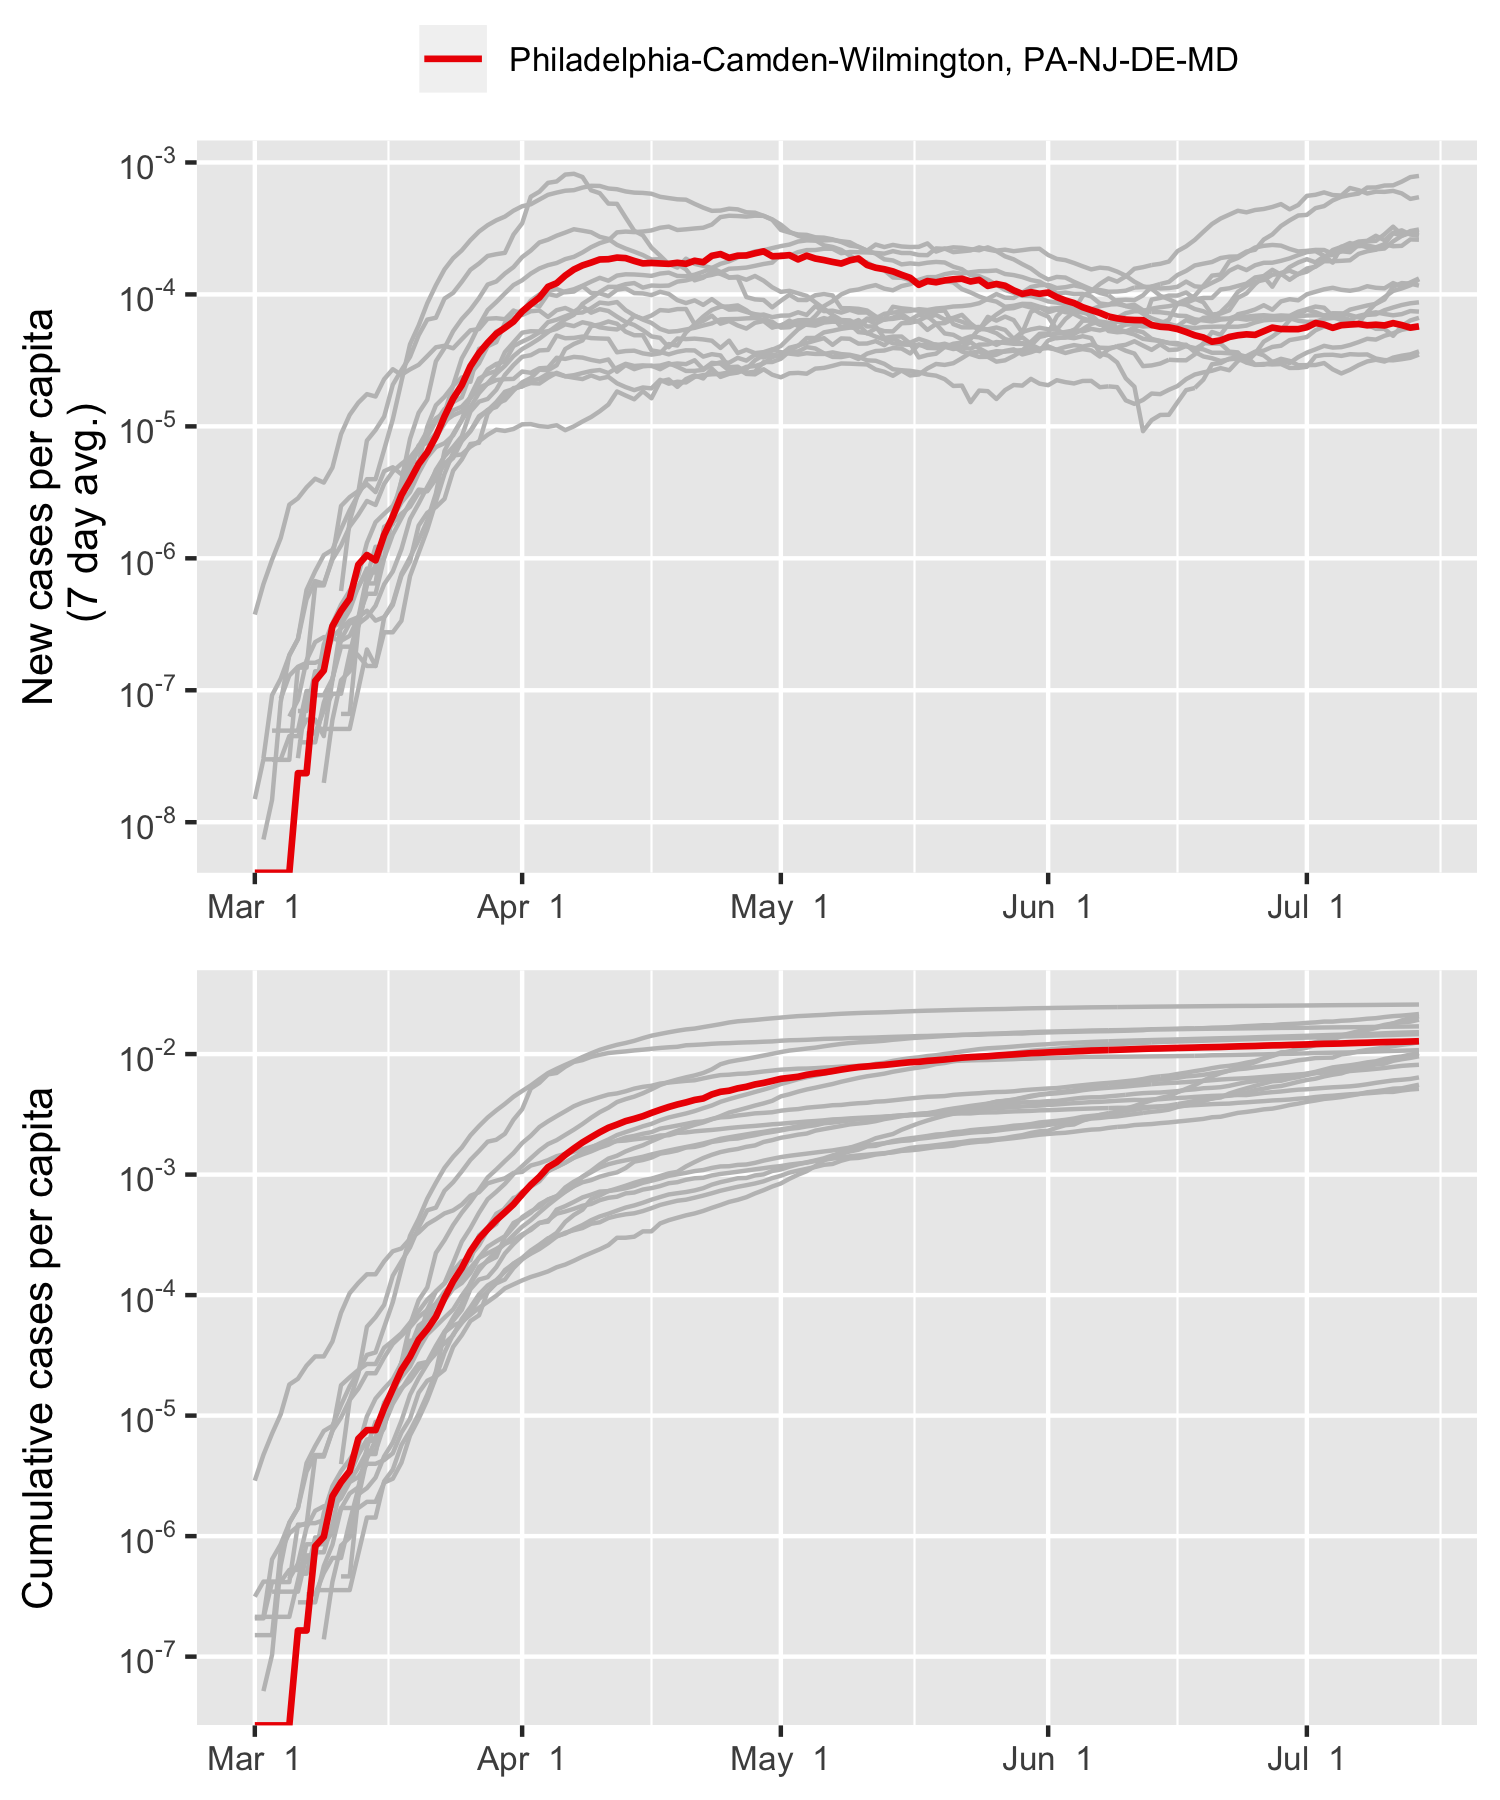 Philadelphia-Camden-Wilmington, PA-NJ-DE-MD
New cases per capita
(7 day avg.)
10⁻³
10⁻⁴
10⁻⁵
10⁻⁶
10⁻⁷
10⁻⁸
Mar 1 Apr 1 May 1 Jun 1 Jul 1
Cumulative cases per capita
10⁻²
10⁻³
10⁻⁴
10⁻⁵
10⁻⁶
10⁻⁷
Mar 1 Apr 1 May 1 Jun 1 Jul 1